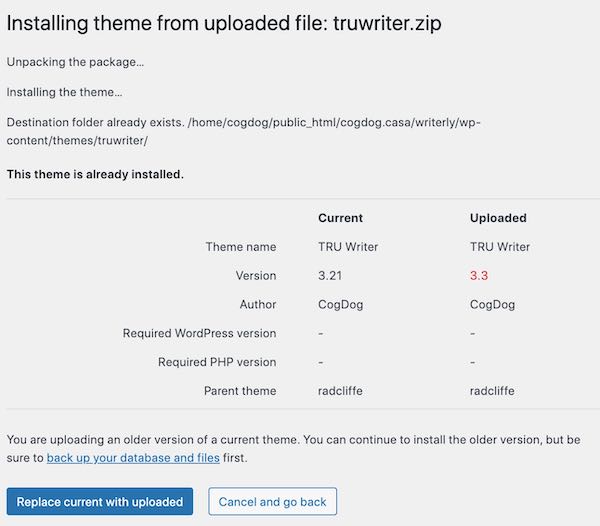 Installing theme from uploaded file: truwriter.zip
Unpacking the package...
Installing the theme...
Destination folder already exists. /home/cogdog/public_html/cogdog.casa/writerly/wp-
content/themes/truwriter/
This theme is already installed.
Current Uploaded
Theme name TRU Writer TRU Writer
Version 3.21 3.3
Author CogDog CogDog
Required WordPress version - -
Required PHP version - -
Parent theme radcliffe radcliffe
You are uploading an older version of a current theme. You can continue to install the older version, but be
sure to back up your database and files first.
Replace current with uploaded Cancel and go back